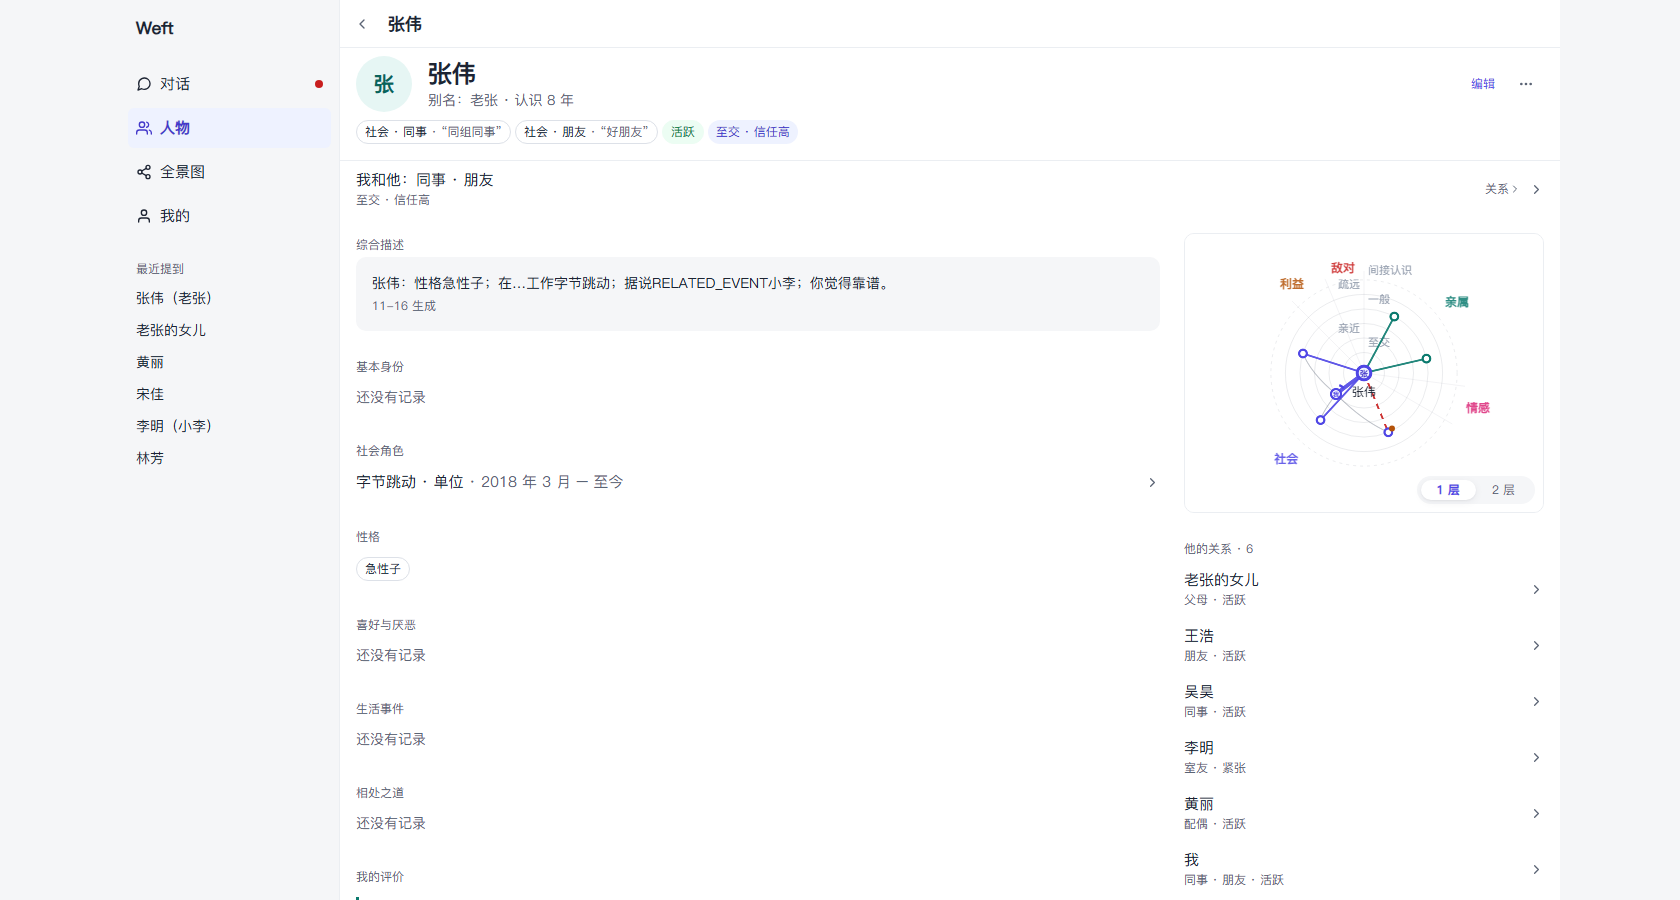 Weft
对话
人物
全景图
我的
最近提到
张伟（老张）
老张的女儿
黄丽
宋佳
李明（小李）
林芳
张伟
张
张伟
别名：老张 · 认识 8 年
编辑
社会 · 同事 · “同组同事”
社会 · 朋友 · “好朋友”
活跃
至交 · 信任高
我和他：同事 · 朋友
至交 · 信任高
关系
综合描述
张伟：性格急性子；在…工作字节跳动；据说RELATED_EVENT小李；你觉得靠谱。
11-16 生成
基本身份
还没有记录
社会角色
字节跳动 · 单位 · 2018 年 3 月 — 至今
性格
急性子
喜好与厌恶
还没有记录
生活事件
还没有记录
相处之道
还没有记录
我的评价
敌对
间接认识
利益
疏远
一般
亲属
亲近
至交
张
张伟
情感
社会
1 层
2 层
他的关系 · 6
老张的女儿
父母 · 活跃
王浩
朋友 · 活跃
吴昊
同事 · 活跃
李明
室友 · 紧张
黄丽
配偶 · 活跃
我
同事 · 朋友 · 活跃